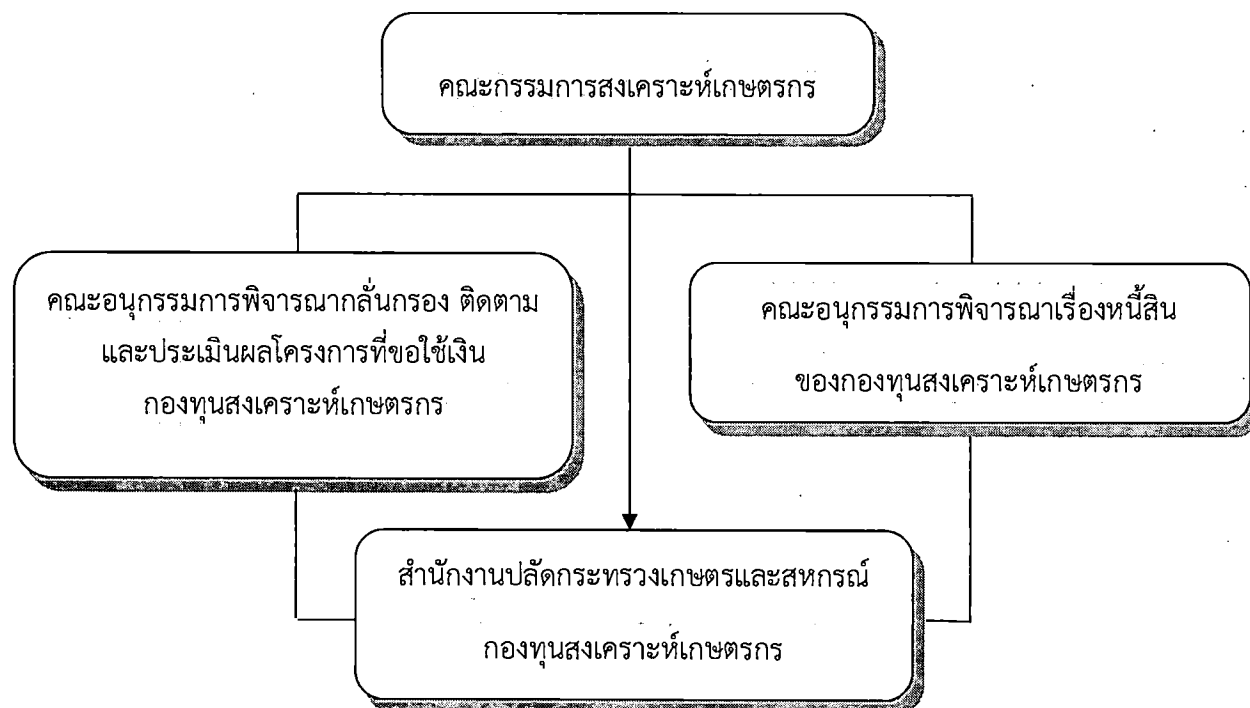 คณะกรรมการสงเคราะห์เกษตรกร
คณะอนุกรรมการพิจารณากลั่นกรอง ติดตาม
และประเมินผลโครงการที่ขอใช้เงิน
กองทุนสงเคราะห์เกษตรกร
คณะอนุกรรมการพิจารณาเรื่องหนี้สิน
ของกองทุนสงเคราะห์เกษตรกร
สำนักงานปลัดกระทรวงเกษตรและสหกรณ์
กองทุนสงเคราะห์เกษตรกร